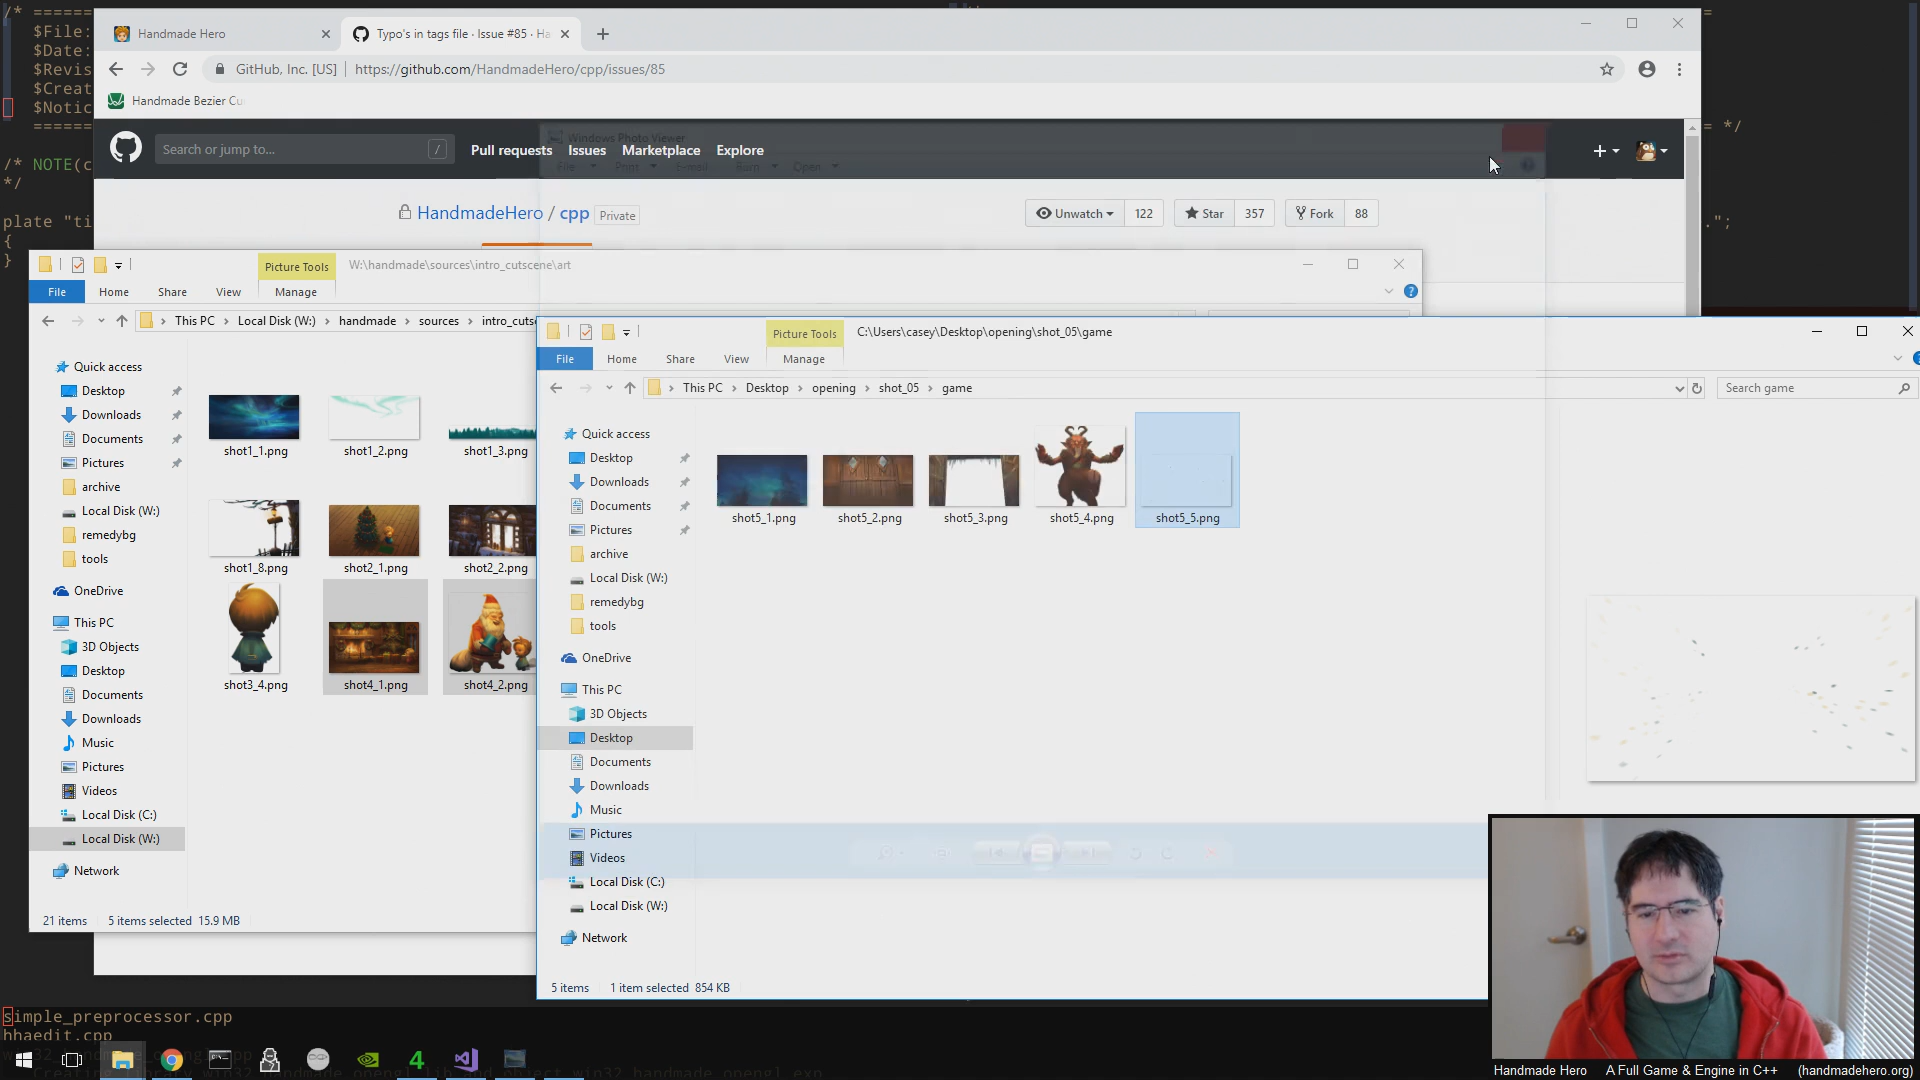 /* =====
$File:
$Date:
$Revis
$Creat
$Notic
===== */
/* NOTE(c
*/
plate "ti
.";
{
}
Handmade Hero
Typo's in tags file · Issue #85 · Ha
GitHub, Inc. [US]
https://github.com/HandmadeHero/cpp/issues/85
Handmade Bezier Cu
Search or jump to...
/
Pull requests
Issues
Marketplace
Explore
Windows Photo Viewer
File
Print
E-mail
Burn
Open
HandmadeHero / cpp
Private
Unwatch
122
Star
357
Fork
88
Picture Tools
W:\handmade\sources\intro_cutscene\art
File
Home
Share
View
Manage
This PC
Local Disk (W:)
handmade
sources
intro_cutsc
Quick access
Desktop
Downloads
Documents
Pictures
archive
Local Disk (W:)
remedybg
tools
OneDrive
This PC
3D Objects
Desktop
Documents
Downloads
Music
Pictures
Videos
Local Disk (C:)
Local Disk (W:)
Network
shot1_1.png
shot1_2.png
shot1_3.png
shot1_8.png
shot2_1.png
shot2_2.png
shot3_4.png
shot4_1.png
shot4_2.png
21 items
5 items selected
15.9 MB
Picture Tools
C:\Users\casey\Desktop\opening\shot_05\game
File
Home
Share
View
Manage
This PC
Desktop
opening
shot_05
game
Search game
Quick access
Desktop
Downloads
Documents
Pictures
archive
Local Disk (W:)
remedybg
tools
OneDrive
This PC
3D Objects
Desktop
Documents
Downloads
Music
Pictures
Videos
Local Disk (C:)
Local Disk (W:)
Network
shot5_1.png
shot5_2.png
shot5_3.png
shot5_4.png
shot5_5.png
5 items
1 item selected
854 KB
simple_preprocessor.cpp
hhaedit.cpp
4
Handmade Hero
A Full Game & Engine in C++
(handmadehero.org)